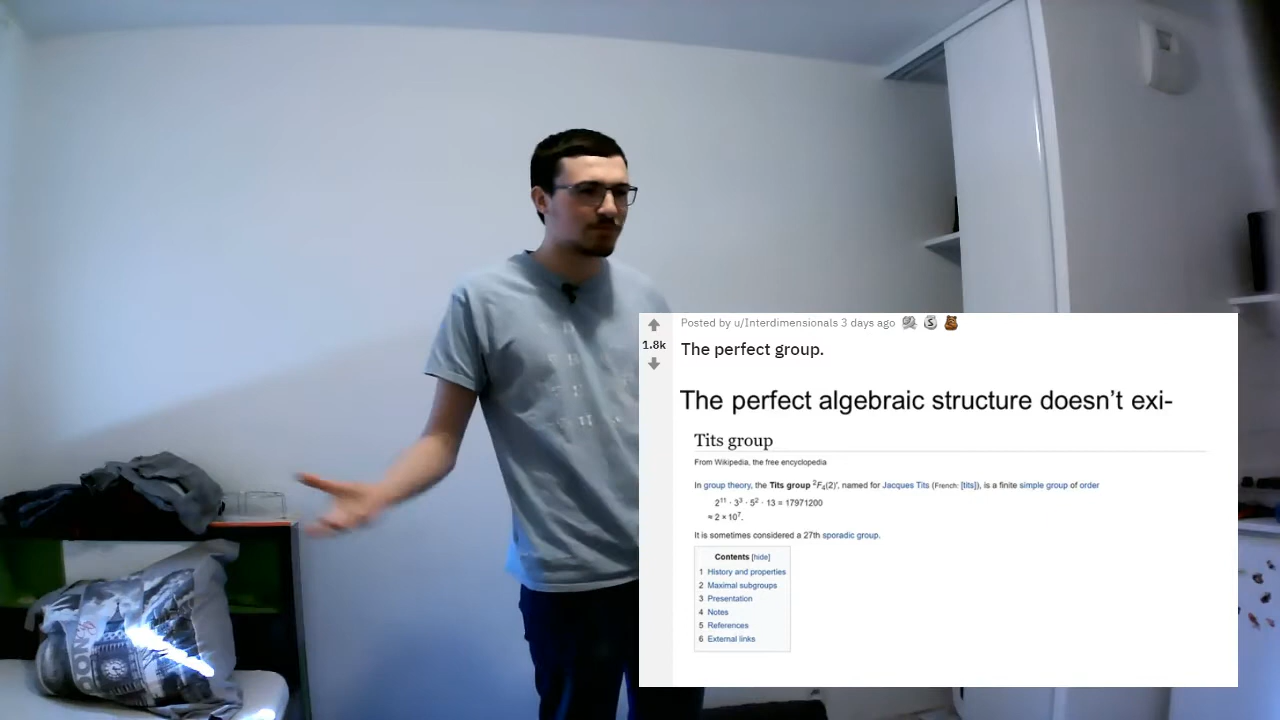 Posted by u/Interdimensionals 3 days ago
1.8k
The perfect group.
The perfect algebraic structure doesn’t exi-
Tits group
From Wikipedia, the free encyclopedia
In group theory, the Tits group ²F₄(2)′, named for Jacques Tits (French: [tits]), is a finite simple group of order
2¹¹ · 3³ · 5² · 13 = 17971200
≈ 2 × 10⁷.
It is sometimes considered a 27th sporadic group.
Contents [hide]
1 History and properties
2 Maximal subgroups
3 Presentation
4 Notes
5 References
6 External links